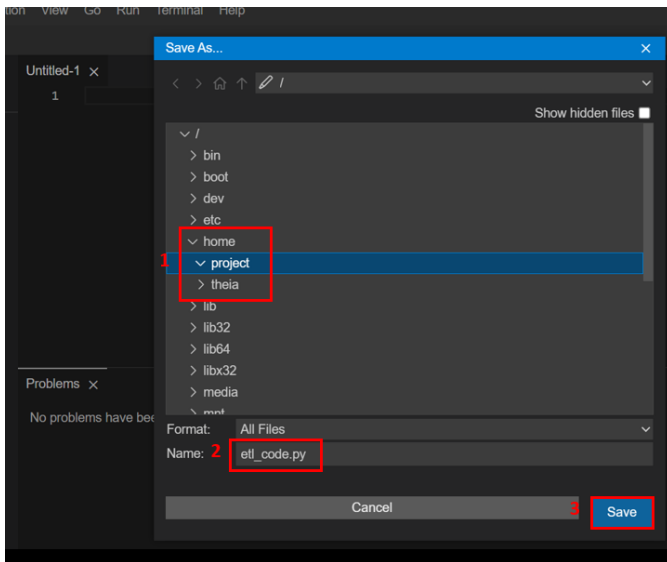 tion View Go Run Terminal Help
Save As...
Untitled-1
1
/
Show hidden files
/
bin
boot
dev
etc
home
1 project
theia
lib
lib32
lib64
libx32
media
mnt
Problems
No problems have bee
Format: All Files
Name: 2 etl_code.py
Cancel
3 Save